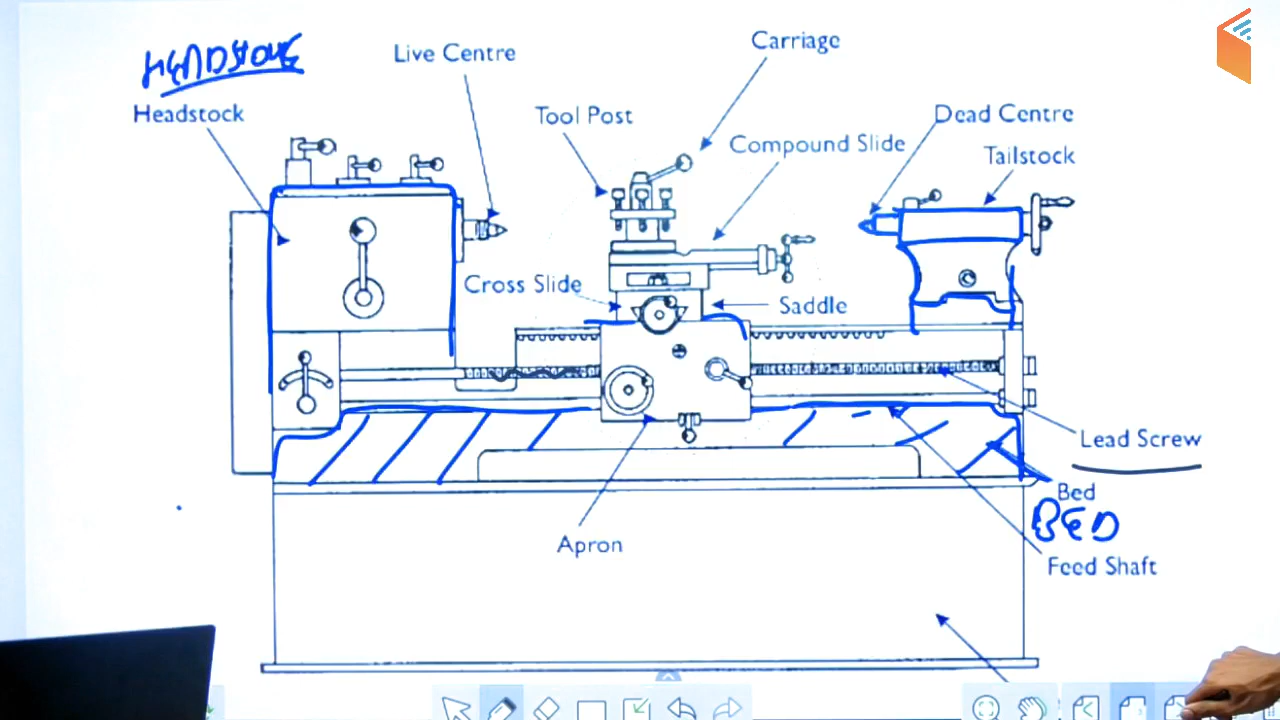 HEADSTOCK
Live Centre
Carriage
Headstock
Tool Post
Dead Centre
Compound Slide
Tailstock
Cross Slide
Saddle
Lead Screw
Bed
BED
Apron
Feed Shaft